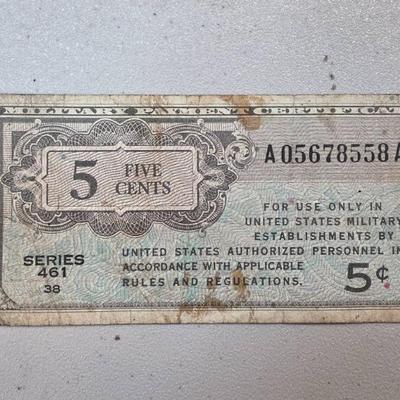 5 FIVE CENTS
A05678558A
FOR USE ONLY IN
UNITED STATES MILITARY
ESTABLISHMENTS BY
UNITED STATES AUTHORIZED PERSONNEL IN
ACCORDANCE WITH APPLICABLE
RULES AND REGULATIONS.
5¢
SERIES
461
38